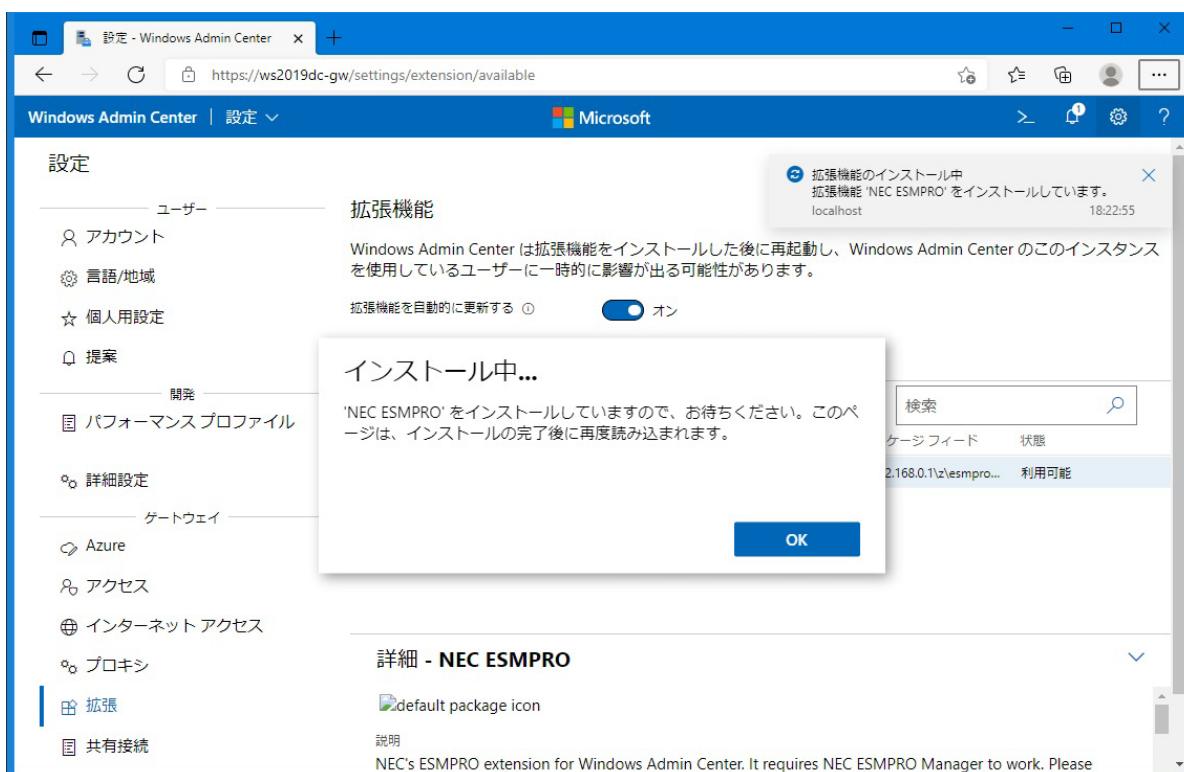 設定 - Windows Admin Center
https://ws2019dc-gw/settings/extension/available
Windows Admin Center | 設定
Microsoft
>_
1
?
設定
ユーザー
アカウント
言語/地域
個人用設定
提案
開発
パフォーマンス プロファイル
詳細設定
ゲートウェイ
Azure
アクセス
インターネット アクセス
プロキシ
拡張
共有接続
拡張機能のインストール中
拡張機能 'NEC ESMPRO' をインストールしています。
localhost
18:22:55
拡張機能
Windows Admin Center は拡張機能をインストールした後に再起動し、Windows Admin Center のこのインスタンス
を使用しているユーザーに一時的に影響が出る可能性があります。
拡張機能を自動的に更新する
オン
インストール中...
'NEC ESMPRO' をインストールしていますので、お待ちください。このペ
ージは、インストールの完了後に再度読み込まれます。
OK
検索
ケージ フィード
状態
2.168.0.1\z\esmpro...
利用可能
詳細 - NEC ESMPRO
default package icon
説明
NEC's ESMPRO extension for Windows Admin Center. It requires NEC ESMPRO Manager to work. Please